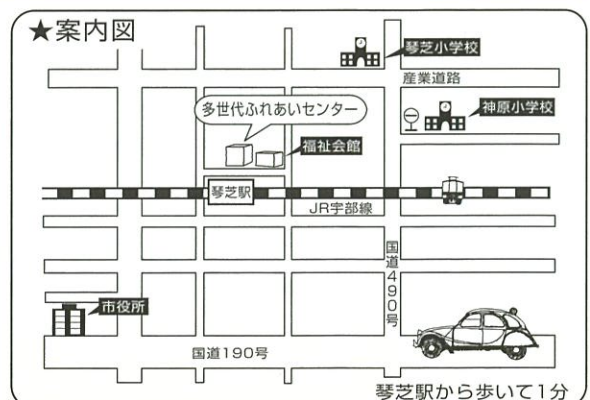 ★案内図
琴芝小学校
産業道路
多世代ふれあいセンター
神原小学校
福祉会館
琴芝駅
JR宇部線
国道490号
市役所
国道190号
琴芝駅から歩いて1分